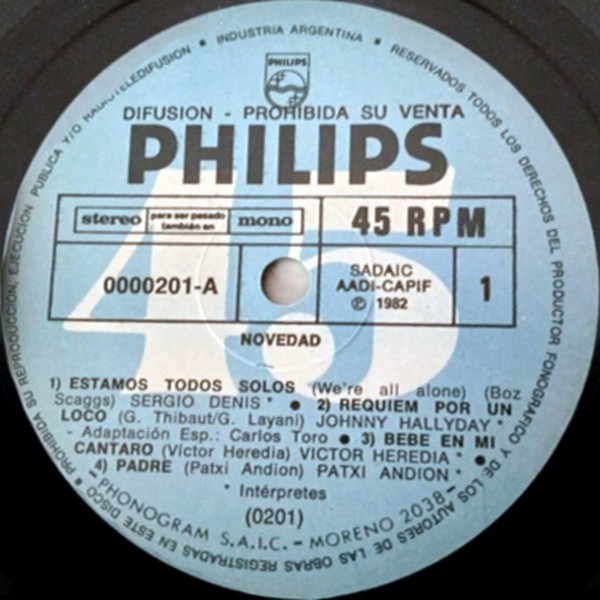 INDUSTRIA ARGENTINA • RESERVADOS TODOS LOS DERECHOS DEL PRODUCTOR FONOGRAFICO Y DE LOS AUTORES DE LAS OBRAS REGISTRADAS EN ESTE DISCO • PROHIBIDA SU REPRODUCCION, EJECUCION PUBLICA Y/O RADIOTELEDIFUSION •
PHILIPS
DIFUSION - PROHIBIDA SU VENTA
PHILIPS
45
stereo para ser pasado también en mono
45 RPM
0000201-A
SADAIC
AADI-CAPIF
℗ 1982
1
NOVEDAD
1) ESTAMOS TODOS SOLOS (We're all alone) (Boz
Scaggs) SERGIO DENIS * ● 2) REQUIEM POR UN
LOCO (G. Thibaut/G. Layani) JOHNNY HALLYDAY *
- Adaptación Esp.: Carlos Toro ● 3) BEBE EN MI
CANTARO (Víctor Heredia) VICTOR HEREDIA * ●
4) PADRE (Patxi Andion) PATXI ANDION *
* Intérpretes
(0201)
-PHONOGRAM S.A.I.C. - MORENO 2038-